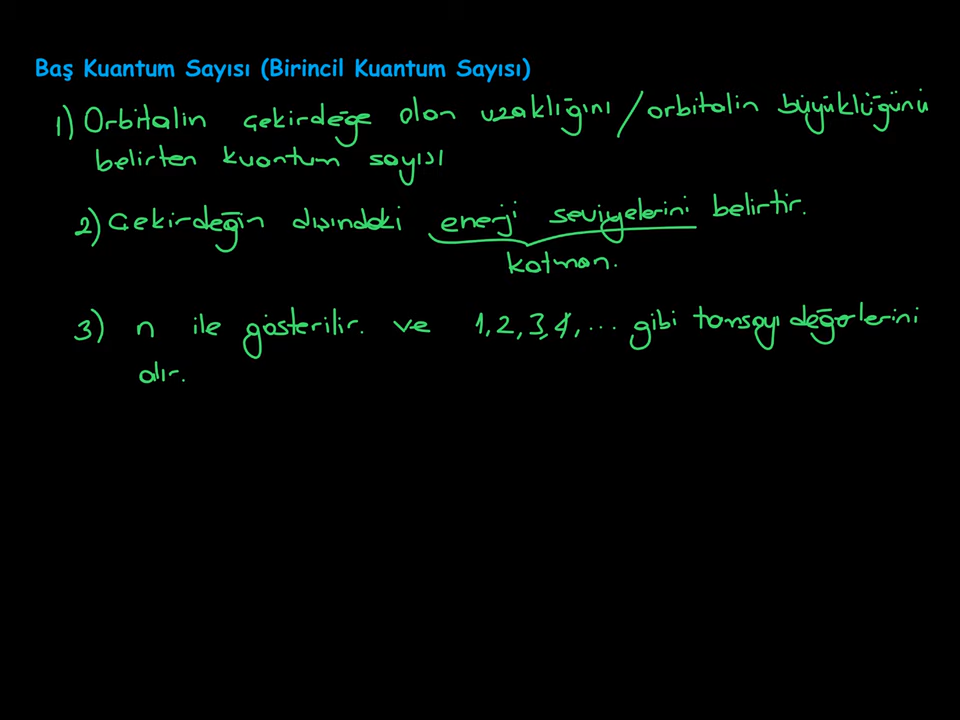 Baş Kuantum Sayısı (Birincil Kuantum Sayısı)
1) Orbitalin çekirdeğe olan uzaklığını / orbitalin büyüklüğünü
belirten kuantum sayısı
2) Çekirdeğin dışındaki enerji seviyelerini belirtir.
katman.
3) n ile gösterilir. ve 1, 2, 3, 4, ... gibi tamsayı değerlerini
alır.